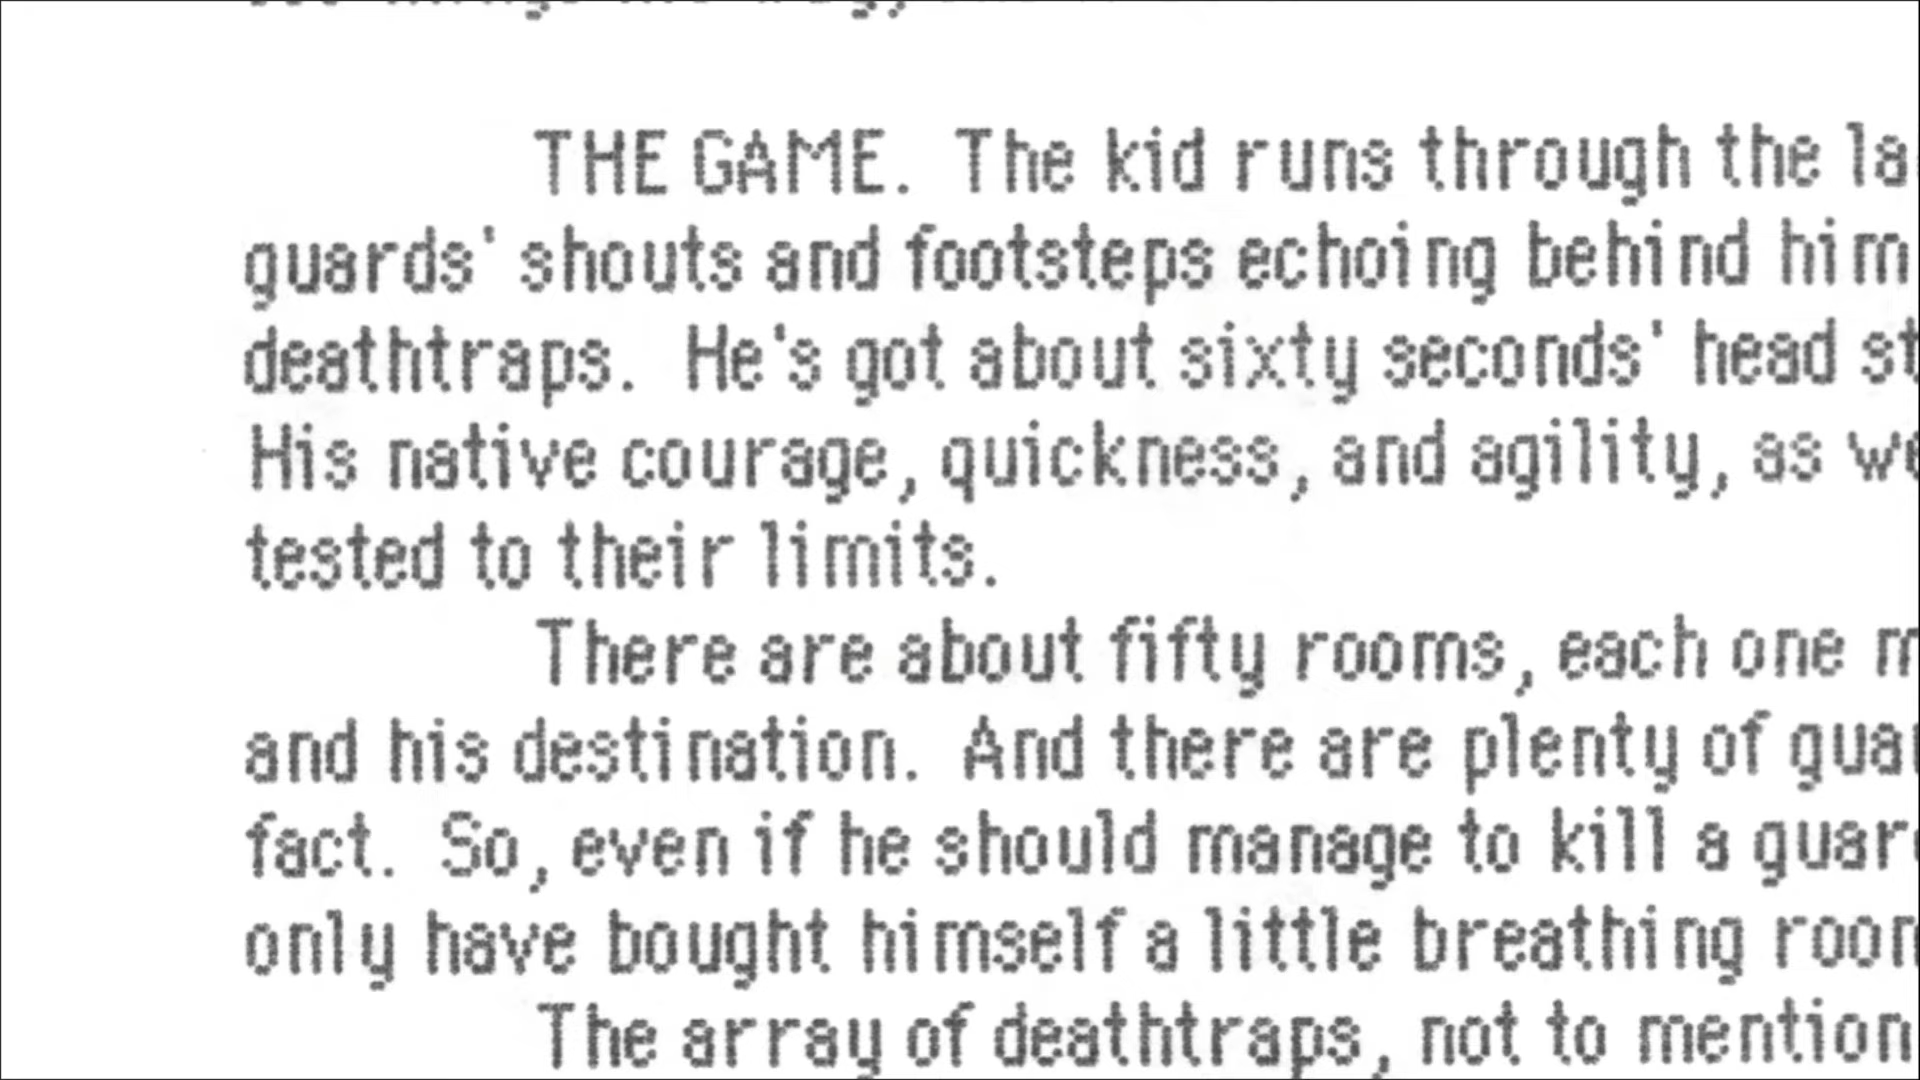 THE GAME. The kid runs through the
guards' shouts and footsteps echoing behind him
deathtraps. He's got about sixty seconds' head
His native courage, quickness, and agility, as
tested to their limits.
There are about fifty rooms, each one
and his destination. And there are plenty of
fact. So, even if he should manage to kill a
only have bought himself a little breathing
The array of deathtraps, not to mention